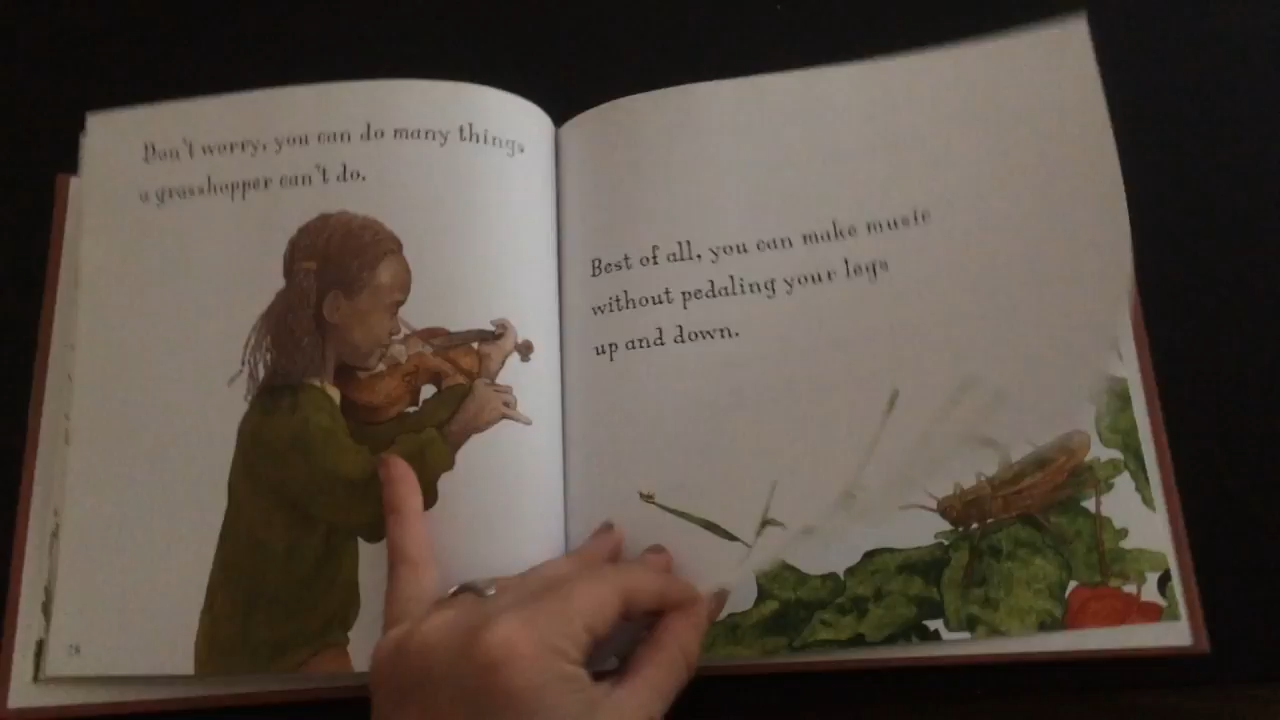 Don't worry, you can do many things
a grasshopper can't do.
Best of all, you can make music
without pedaling your legs
up and down.
28